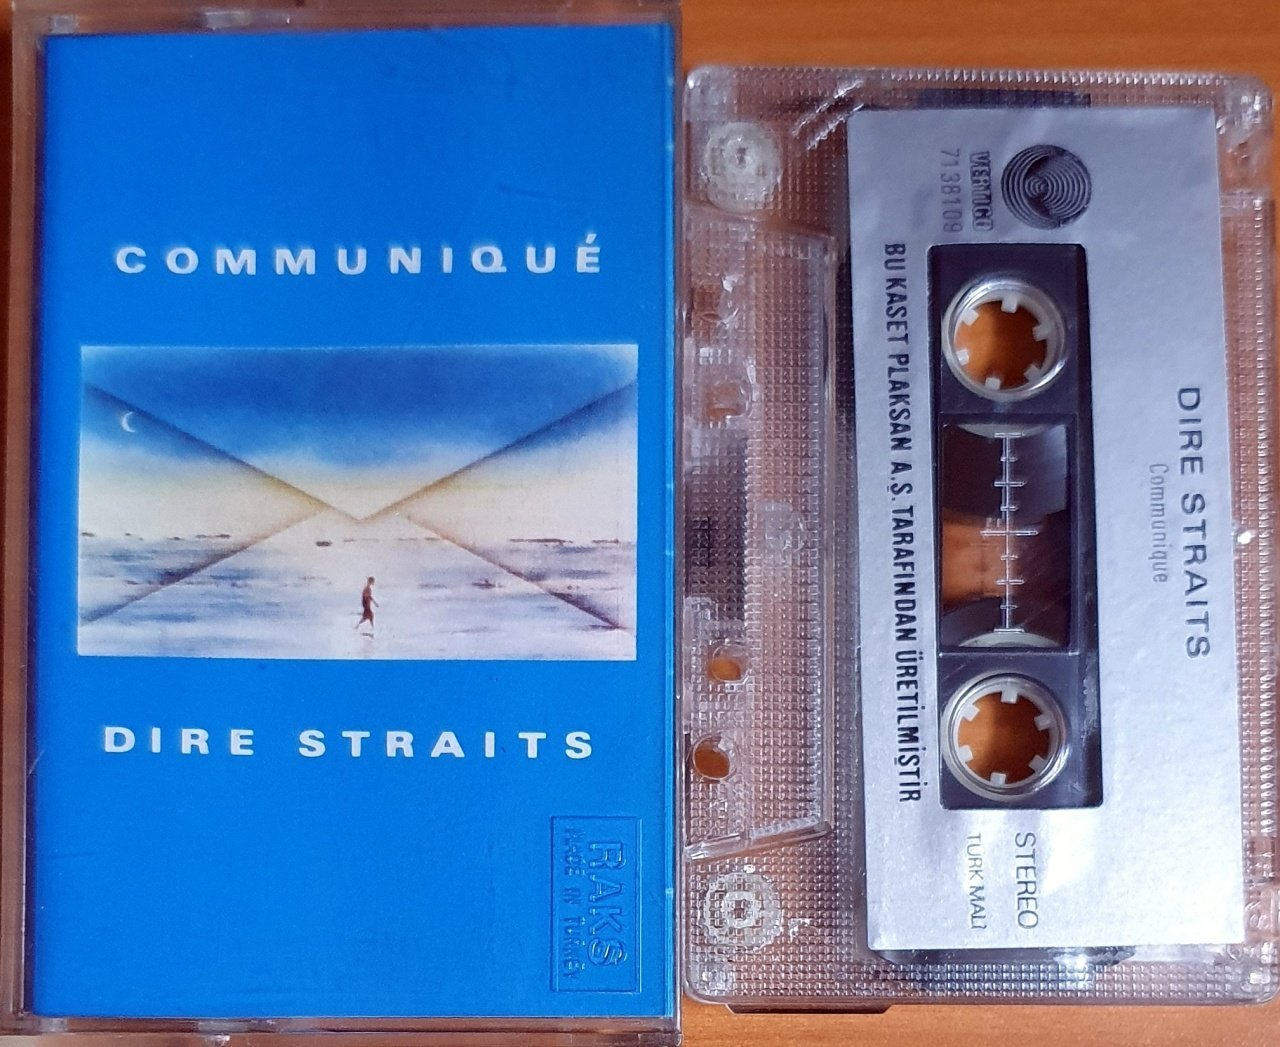 COMMUNIQUÉ
DIRE STRAITS
RAKS
MADE IN TURKEY
VERTIGO
7138109
BU KASET PLAKSAN A.Ş. TARAFINDAN ÜRETİLMİŞTİR
DIRE STRAITS
Communique
STEREO
TÜRK MALI